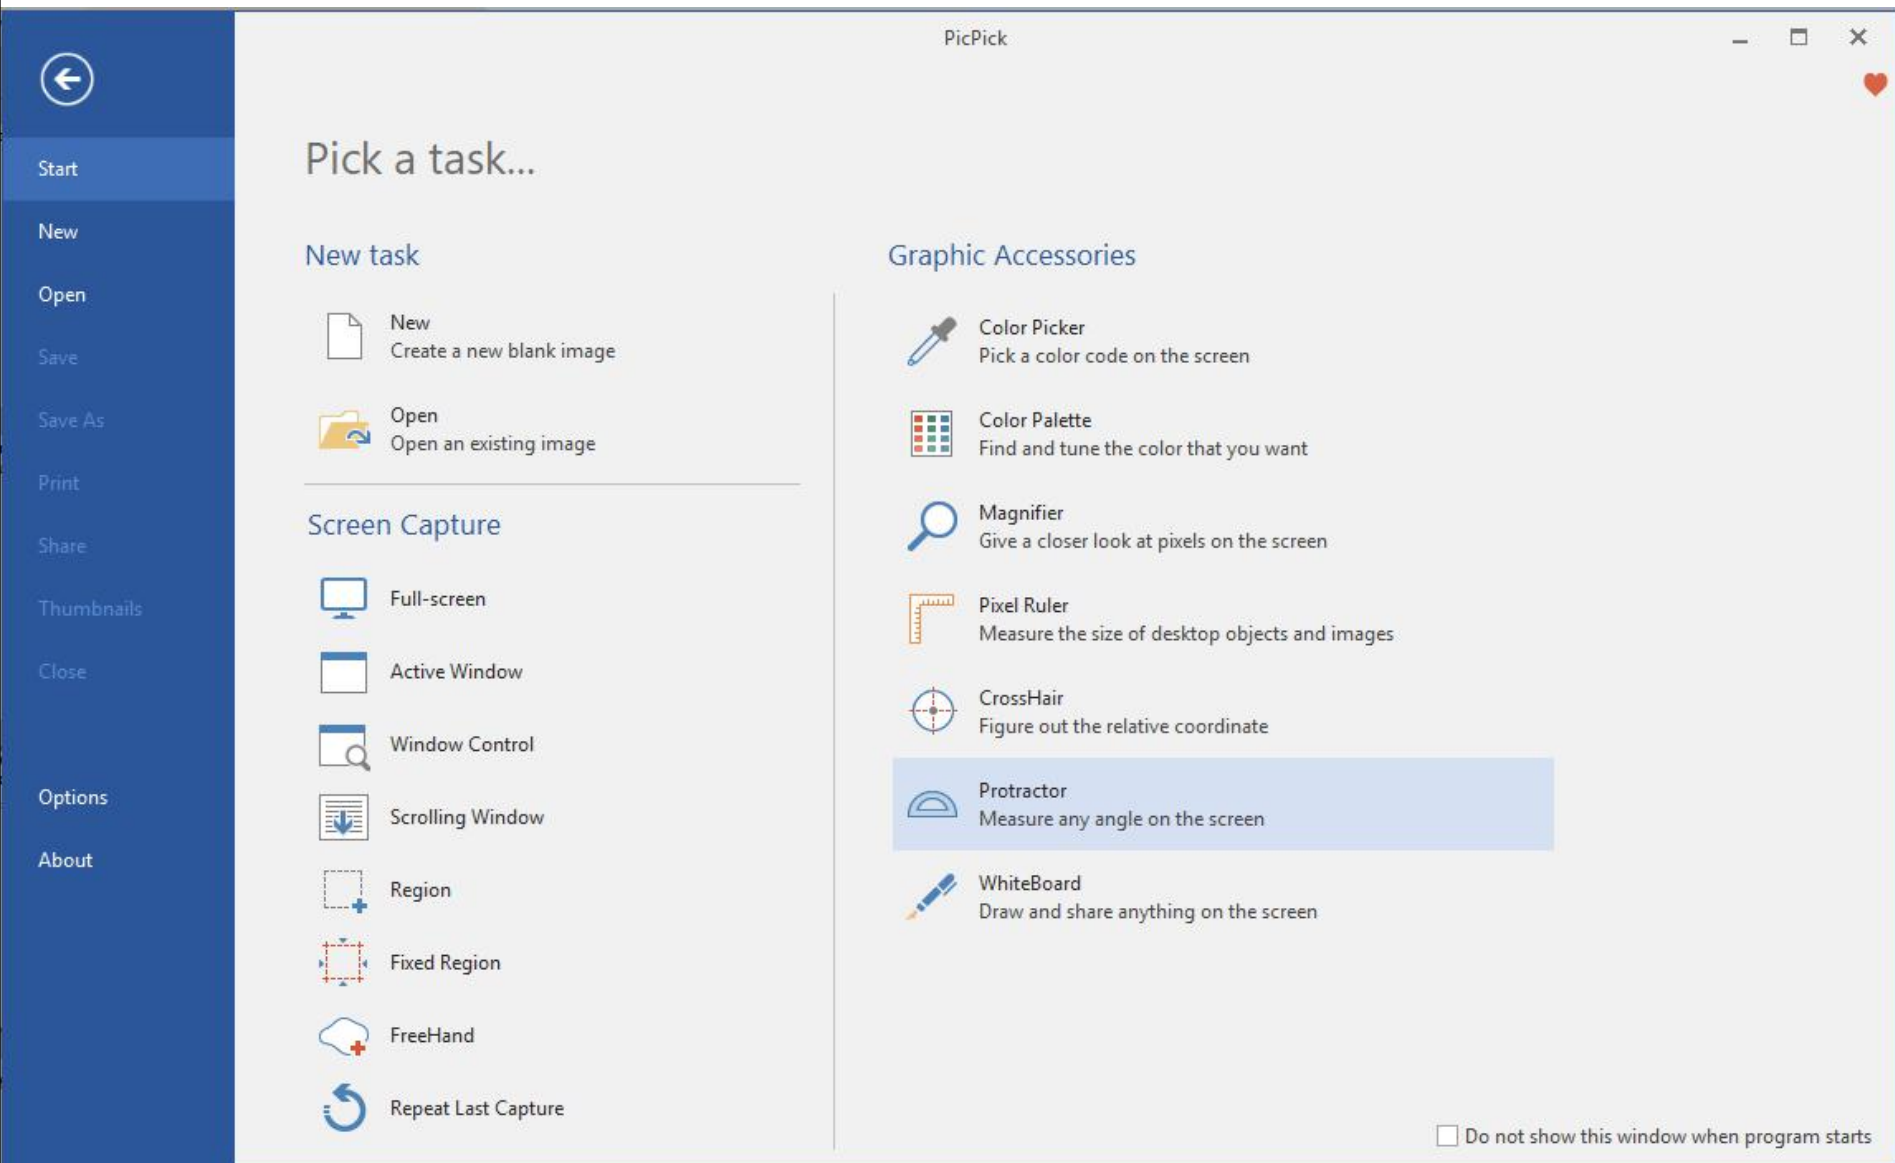 PicPick
Start
New
Open
Save
Save As
Print
Share
Thumbnails
Close
Options
About
Pick a task...
New task
New
Create a new blank image
Open
Open an existing image
Screen Capture
Full-screen
Active Window
Window Control
Scrolling Window
Region
Fixed Region
FreeHand
Repeat Last Capture
Graphic Accessories
Color Picker
Pick a color code on the screen
Color Palette
Find and tune the color that you want
Magnifier
Give a closer look at pixels on the screen
Pixel Ruler
Measure the size of desktop objects and images
CrossHair
Figure out the relative coordinate
Protractor
Measure any angle on the screen
WhiteBoard
Draw and share anything on the screen
Do not show this window when program starts